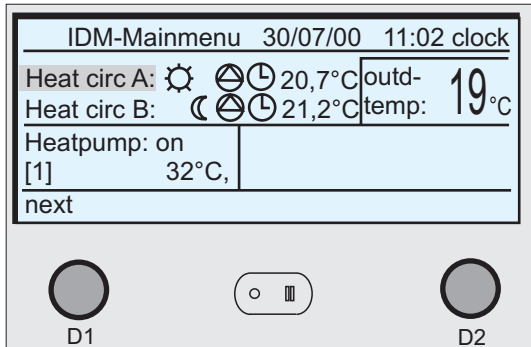 IDM-Mainmenu 30/07/00 11:02 clock
Heat circ A: 20,7°C outd- 19°C
Heat circ B: 21,2°C temp:
Heatpump: on
[1] 32°C,
next
D1 D2